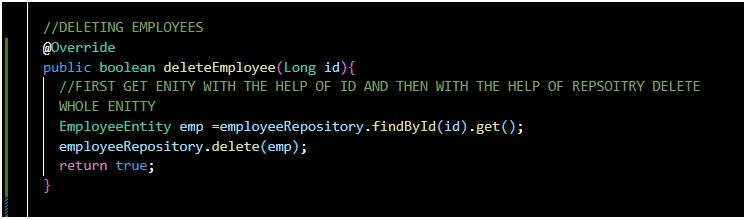 //DELETING EMPLOYEES
@Override
public boolean deleteEmployee(Long id){
//FIRST GET ENITY WITH THE HELP OF ID AND THEN WITH THE HELP OF REPSOITRY DELETE
WHOLE ENITTY
EmployeeEntity emp =employeeRepository.findById(id).get();
employeeRepository.delete(emp);
return true;
}